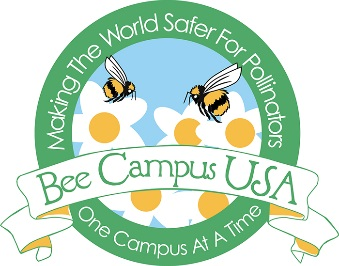 Making The World Safer For Pollinators
Bee Campus USA
One Campus At A Time